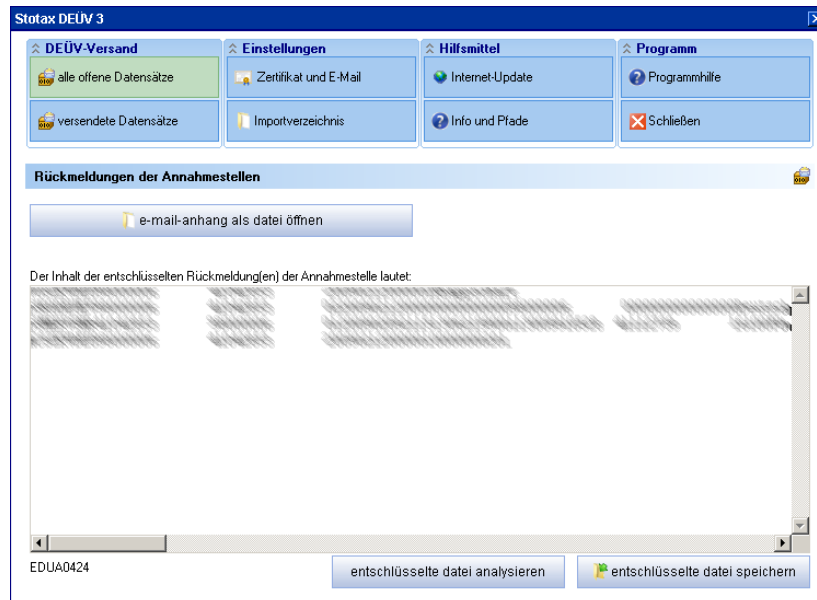 Stotax DEÜV 3
DEÜV-Versand Einstellungen Hilfsmittel Programm
alle offene Datensätze Zertifikat und E-Mail Internet-Update Programmhilfe
versendete Datensätze Importverzeichnis Info und Pfade Schließen
Rückmeldungen der Annahmestellen
e-mail-anhang als datei öffnen
Der Inhalt der entschlüsselten Rückmeldung(en) der Annahmestelle lautet:
EDUA0424
entschlüsselte datei analysieren entschlüsselte datei speichern